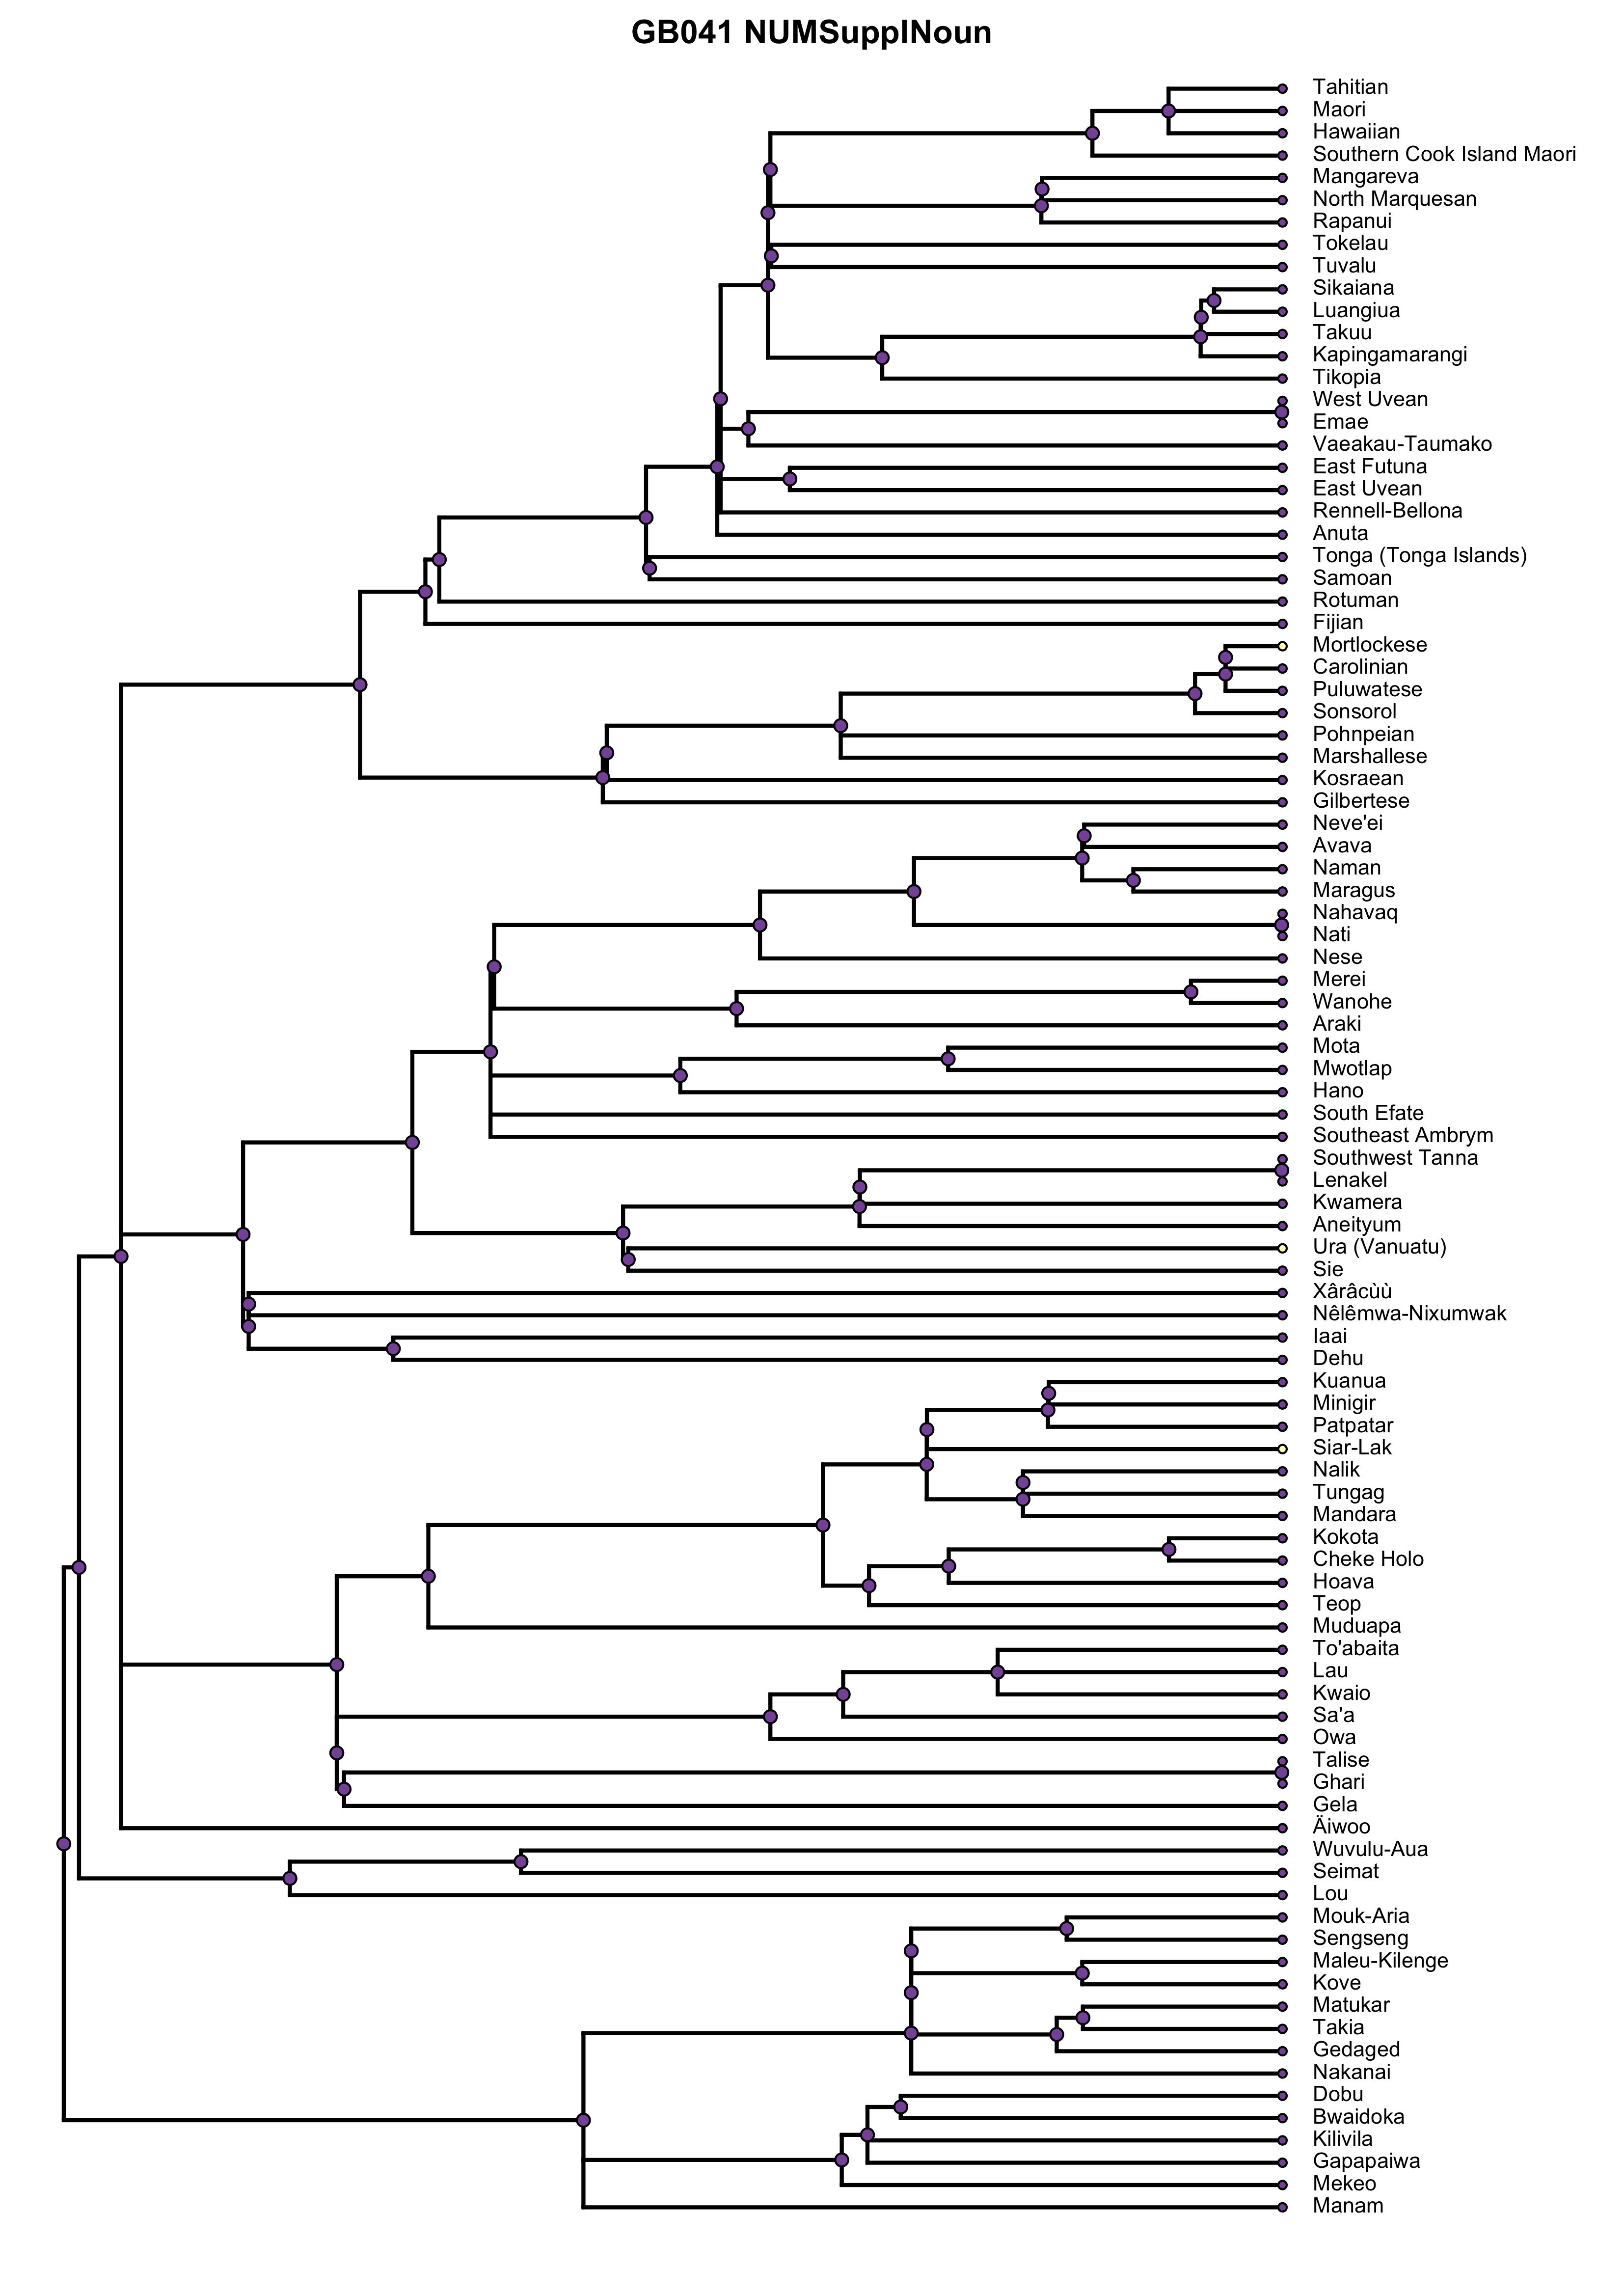 GB041 NUMSupplNoun
Tahitian
Maori
Hawaiian
Southern Cook Island Maori
Mangareva
North Marquesan
Rapanui
Tokelau
Tuvalu
Sikaiana
Luangiua
Takuu
Kapingamarangi
Tikopia
West Uvean
Emae
Vaeakau-Taumako
East Futuna
East Uvean
Rennell-Bellona
Anuta
Tonga (Tonga Islands)
Samoan
Rotuman
Fijian
Mortlockese
Carolinian
Puluwatese
Sonsorol
Pohnpeian
Marshallese
Kosraean
Gilbertese
Neve'ei
Avava
Naman
Maragus
Nahavaq
Nati
Nese
Merei
Wanohe
Araki
Mota
Mwotlap
Hano
South Efate
Southeast Ambrym
Southwest Tanna
Lenakel
Kwamera
Aneityum
Ura (Vanuatu)
Sie
Xârâcùù
Nêlêmwa-Nixumwak
Iaai
Dehu
Kuanua
Minigir
Patpatar
Siar-Lak
Nalik
Tungag
Mandara
Kokota
Cheke Holo
Hoava
Teop
Muduapa
To'abaita
Lau
Kwaio
Sa'a
Owa
Talise
Ghari
Gela
Äiwoo
Wuvulu-Aua
Seimat
Lou
Mouk-Aria
Sengseng
Maleu-Kilenge
Kove
Matukar
Takia
Gedaged
Nakanai
Dobu
Bwaidoka
Kilivila
Gapapaiwa
Mekeo
Manam